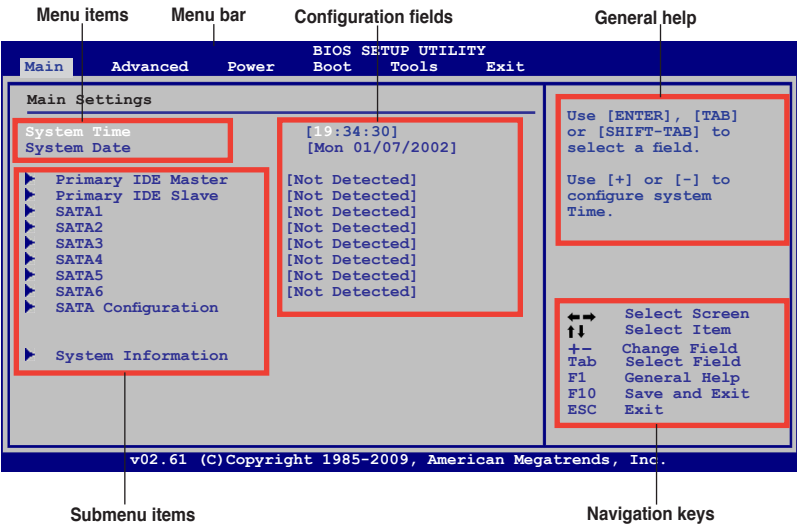 Menu items Menu bar Configuration fields General help
BIOS SETUP UTILITY
Main Advanced Power Boot Tools Exit
Main Settings
System Time [19:34:30]
System Date [Mon 01/07/2002]
Primary IDE Master [Not Detected]
Primary IDE Slave [Not Detected]
SATA1 [Not Detected]
SATA2 [Not Detected]
SATA3 [Not Detected]
SATA4 [Not Detected]
SATA5 [Not Detected]
SATA6 [Not Detected]
SATA Configuration
System Information
Use [ENTER], [TAB]
or [SHIFT-TAB] to
select a field.
Use [+] or [-] to
configure system
Time.
←→ Select Screen
↑↓ Select Item
+- Change Field
Tab Select Field
F1 General Help
F10 Save and Exit
ESC Exit
v02.61 (C)Copyright 1985-2009, American Megatrends, Inc.
Submenu items Navigation keys